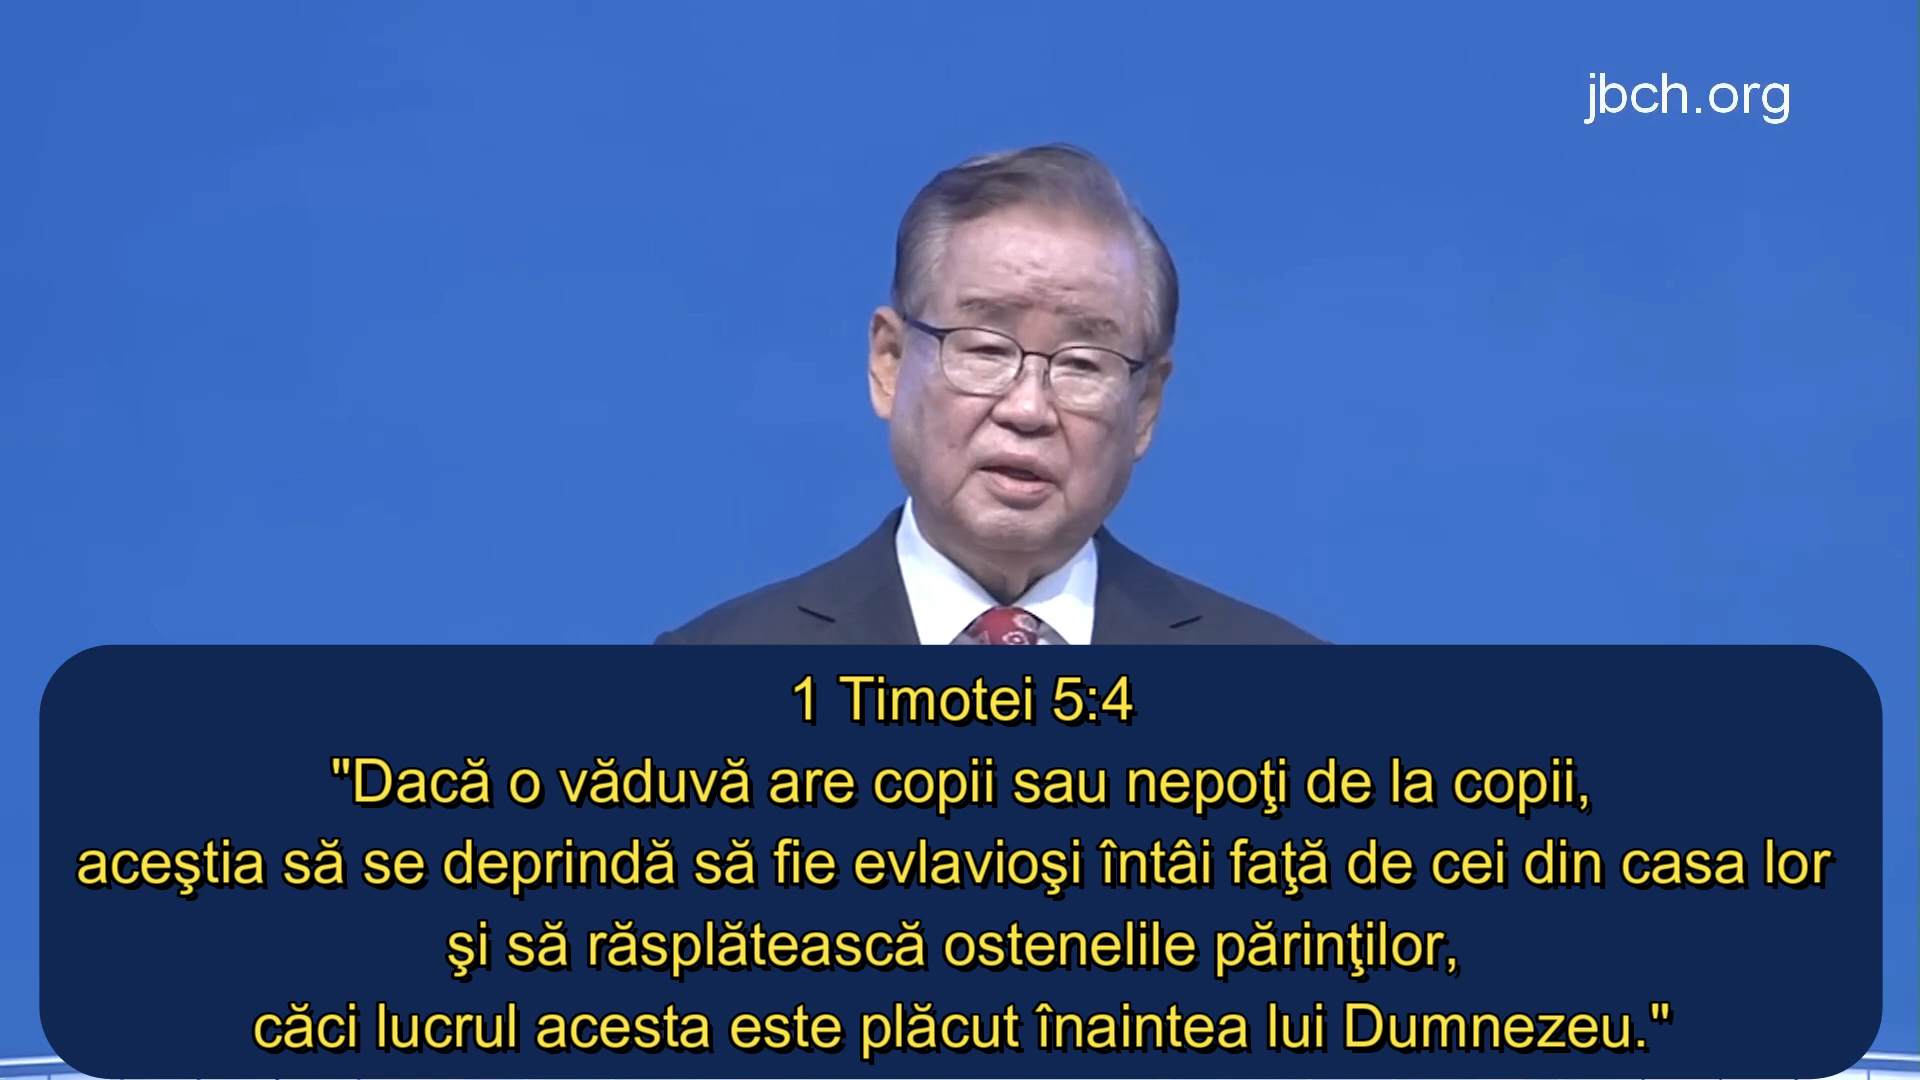 jbch.org
1 Timotei 5:4
"Dacă o văduvă are copii sau nepoţi de la copii,
aceştia să se deprindă să fie evlavioşi întâi faţă de cei din casa lor
şi să răsplătească ostenelile părinţilor,
căci lucrul acesta este plăcut înaintea lui Dumnezeu."